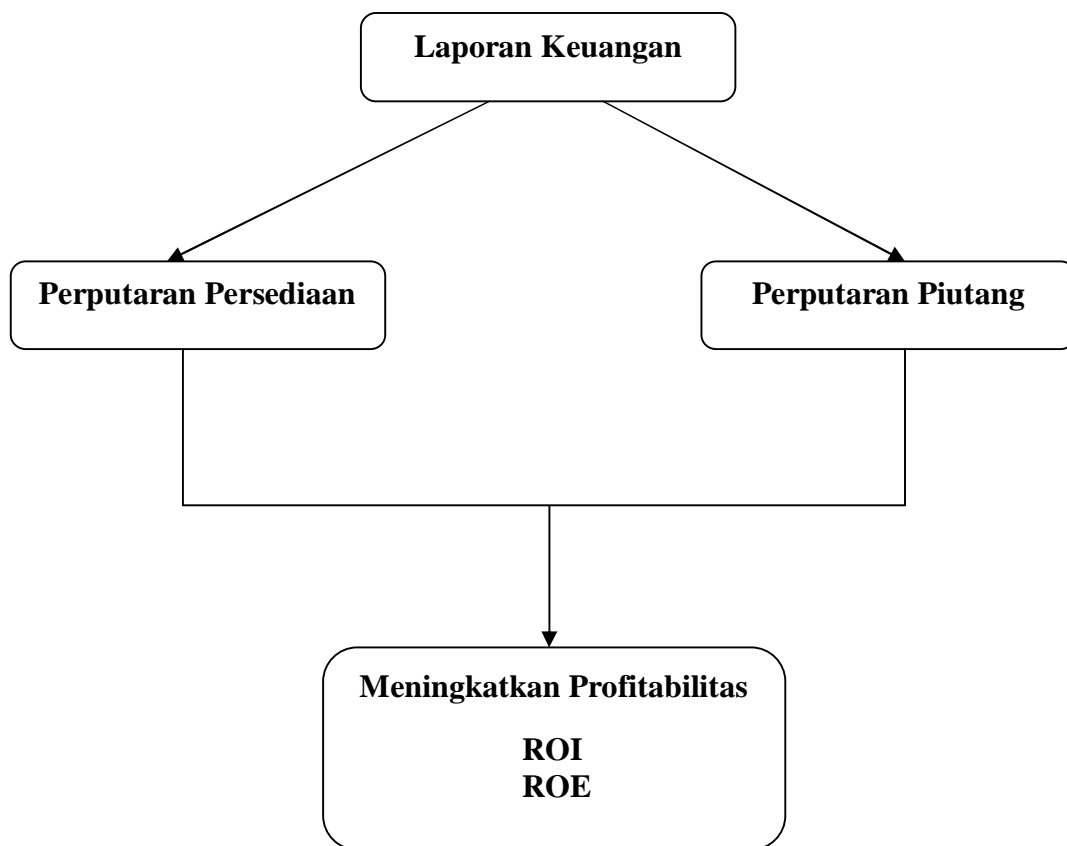 Laporan Keuangan
Perputaran Persediaan
Perputaran Piutang
Meningkatkan Profitabilitas
ROI
ROE